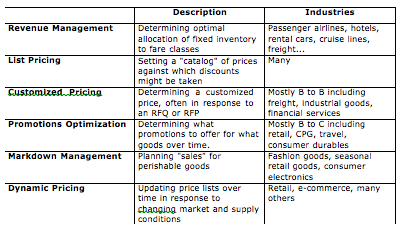 Description Industries
Revenue Management Determining optimal Passenger airlines, hotels,
allocation of fixed inventory rental cars, cruise lines,
to fare classes freight...
List Pricing Setting a "catalog" of prices Many
against which discounts
might be taken
Customized Pricing Determining a customized Mostly B to B including
price, often in response to freight, industrial goods,
an RFQ or RFP financial services
Promotions Optimization Determining what Mostly B to C including
promotions to offer for what retail, CPG, travel,
goods over time. consumer durables
Markdown Management Planning "sales" for Fashion goods, seasonal
perishable goods retail goods, consumer
electronics
Dynamic Pricing Updating price lists over Retail, e-commerce, many
time in response to others
changing market and supply
conditions